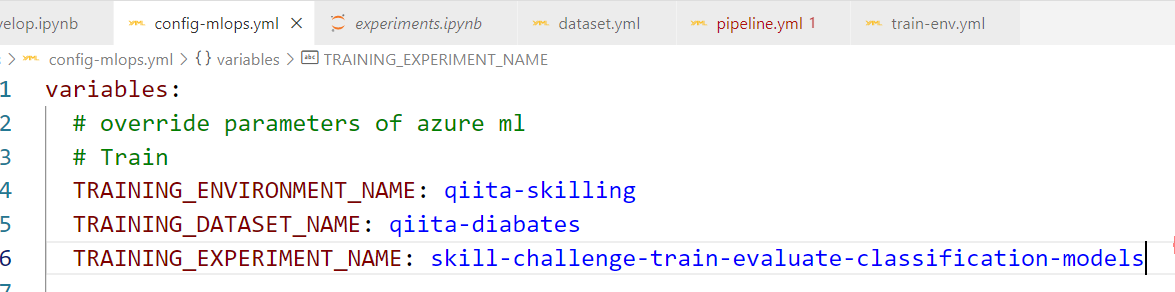 velop.ipynb config-mlops.yml × experiments.ipynb dataset.yml pipeline.yml 1 train-env.yml
> config-mlops.yml > {} variables > abc TRAINING_EXPERIMENT_NAME
1 variables:
2 # override parameters of azure ml
3 # Train
4 TRAINING_ENVIRONMENT_NAME: qiita-skilling
5 TRAINING_DATASET_NAME: qiita-diabates
6 TRAINING_EXPERIMENT_NAME: skill-challenge-train-evaluate-classification-models
7